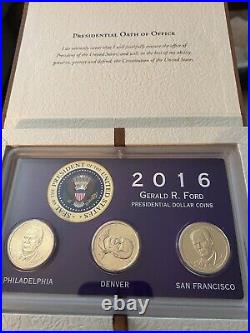 PRESIDENTIAL OATH OF OFFICE
I do solemnly swear that I will faithfully execute the office of
President of the United States, and will to the best of my ability,
preserve, protect and defend, the Constitution of the United States.
SEAL OF THE PRESIDENT OF THE UNITED STATES
2016
GERALD R. FORD
PRESIDENTIAL DOLLAR COINS
PHILADELPHIA
DENVER
SAN FRANCISCO